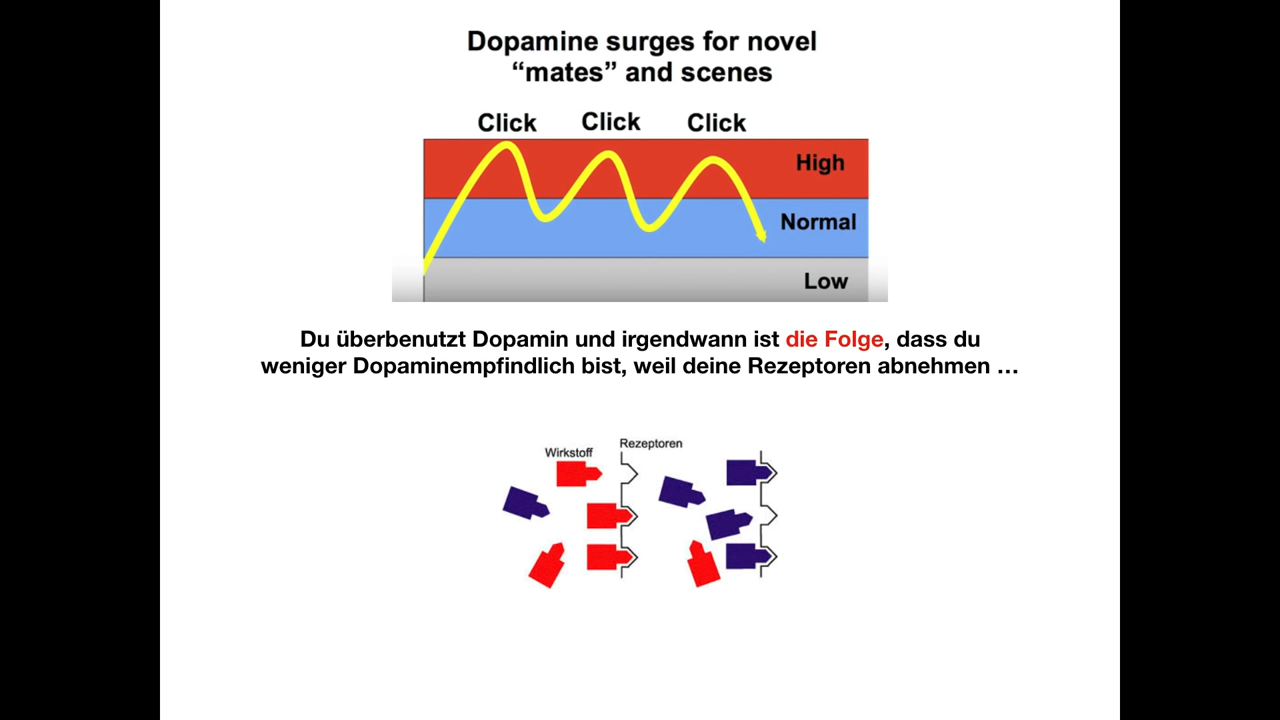 Dopamine surges for novel
“mates” and scenes
Click Click Click
High
Normal
Low
Du überbenutzt Dopamin und irgendwann ist die Folge, dass du
weniger Dopaminempfindlich bist, weil deine Rezeptoren abnehmen …
Wirkstoff Rezeptoren